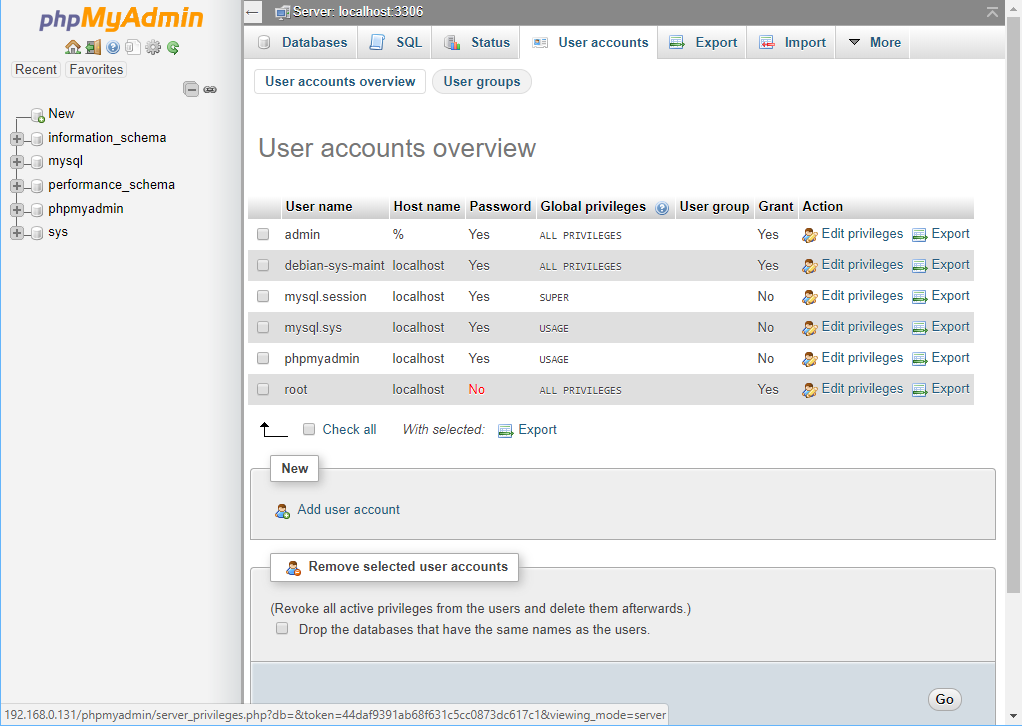 phpMyAdmin
Recent Favorites
New
information_schema
mysql
performance_schema
phpmyadmin
sys
Server: localhost:3306
Databases SQL Status User accounts Export Import More
User accounts overview User groups
User accounts overview
User name Host name Password Global privileges User group Grant Action
admin % Yes ALL PRIVILEGES Yes Edit privileges Export
debian-sys-maint localhost Yes ALL PRIVILEGES Yes Edit privileges Export
mysql.session localhost Yes SUPER No Edit privileges Export
mysql.sys localhost Yes USAGE No Edit privileges Export
phpmyadmin localhost Yes USAGE No Edit privileges Export
root localhost No ALL PRIVILEGES Yes Edit privileges Export
Check all With selected: Export
New
Add user account
Remove selected user accounts
(Revoke all active privileges from the users and delete them afterwards.)
Drop the databases that have the same names as the users.
Go
192.168.0.131/phpmyadmin/server_privileges.php?db=&token=44daf9391ab68f631c5cc0873dc617c1&viewing_mode=server